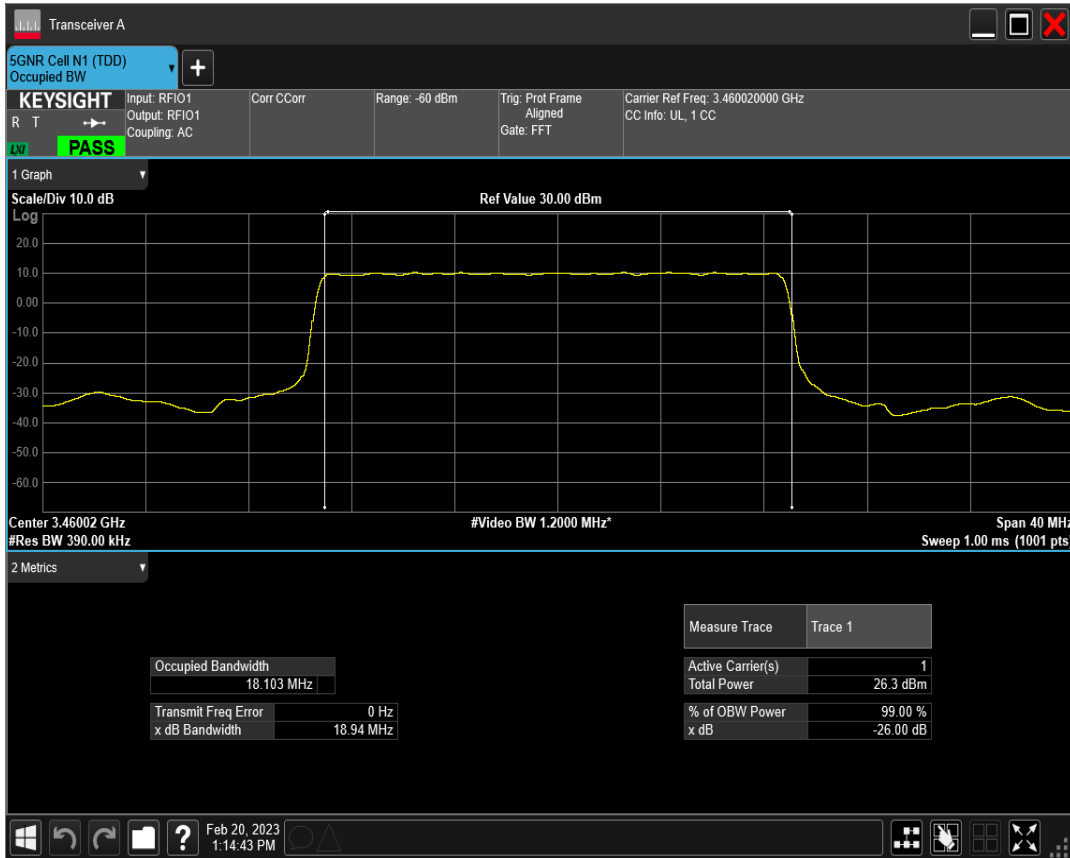 Transceiver A
5GNR Cell N1 (TDD)
Occupied BW
+
KEYSIGHT
R T
LXI
PASS
Input: RFIO1
Output: RFIO1
Coupling: AC
Corr CCorr
Range: -60 dBm
Trig: Prot Frame
Aligned
Gate: FFT
Carrier Ref Freq: 3.460020000 GHz
CC Info: UL, 1 CC
1 Graph
Scale/Div 10.0 dB
Ref Value 30.00 dBm
Log
20.0
10.0
0.00
-10.0
-20.0
-30.0
-40.0
-50.0
-60.0
Center 3.46002 GHz
#Video BW 1.2000 MHz*
Span 40 MHz
#Res BW 390.00 kHz
Sweep 1.00 ms (1001 pts)
2 Metrics
Measure Trace Trace 1
Occupied Bandwidth
18.103 MHz
Active Carrier(s) 1
Total Power 26.3 dBm
Transmit Freq Error 0 Hz
x dB Bandwidth 18.94 MHz
% of OBW Power 99.00 %
x dB -26.00 dB
?
Feb 20, 2023
1:14:43 PM